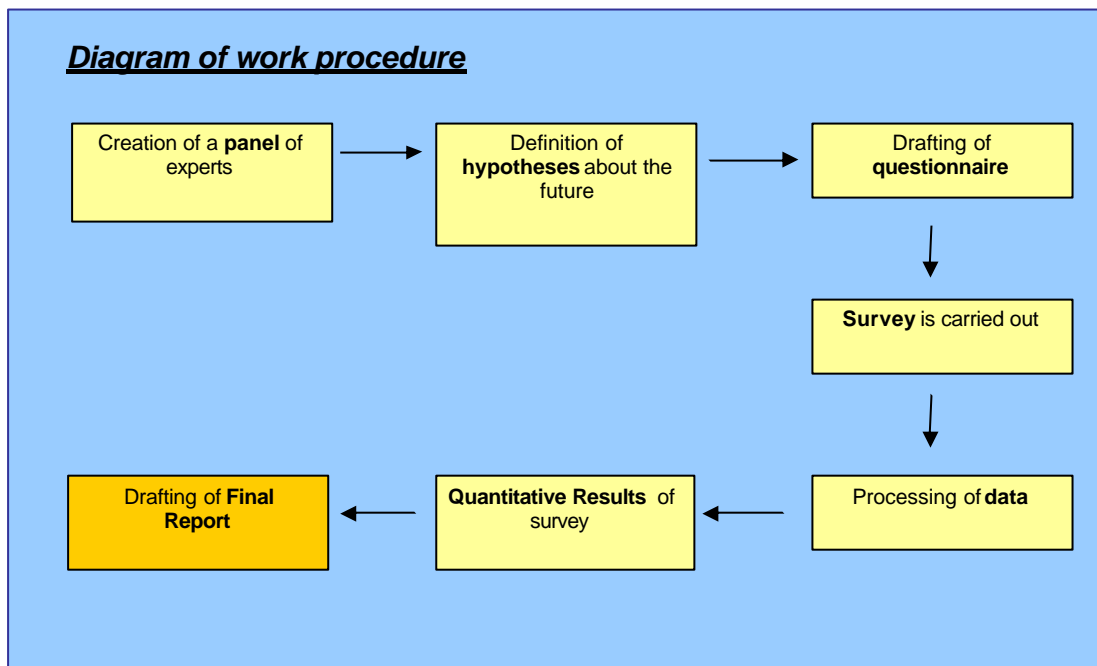 Diagram of work procedure
Creation of a panel of
experts
Definition of
hypotheses about the
future
Drafting of
questionnaire
Survey is carried out
Processing of data
Quantitative Results of
survey
Drafting of Final
Report